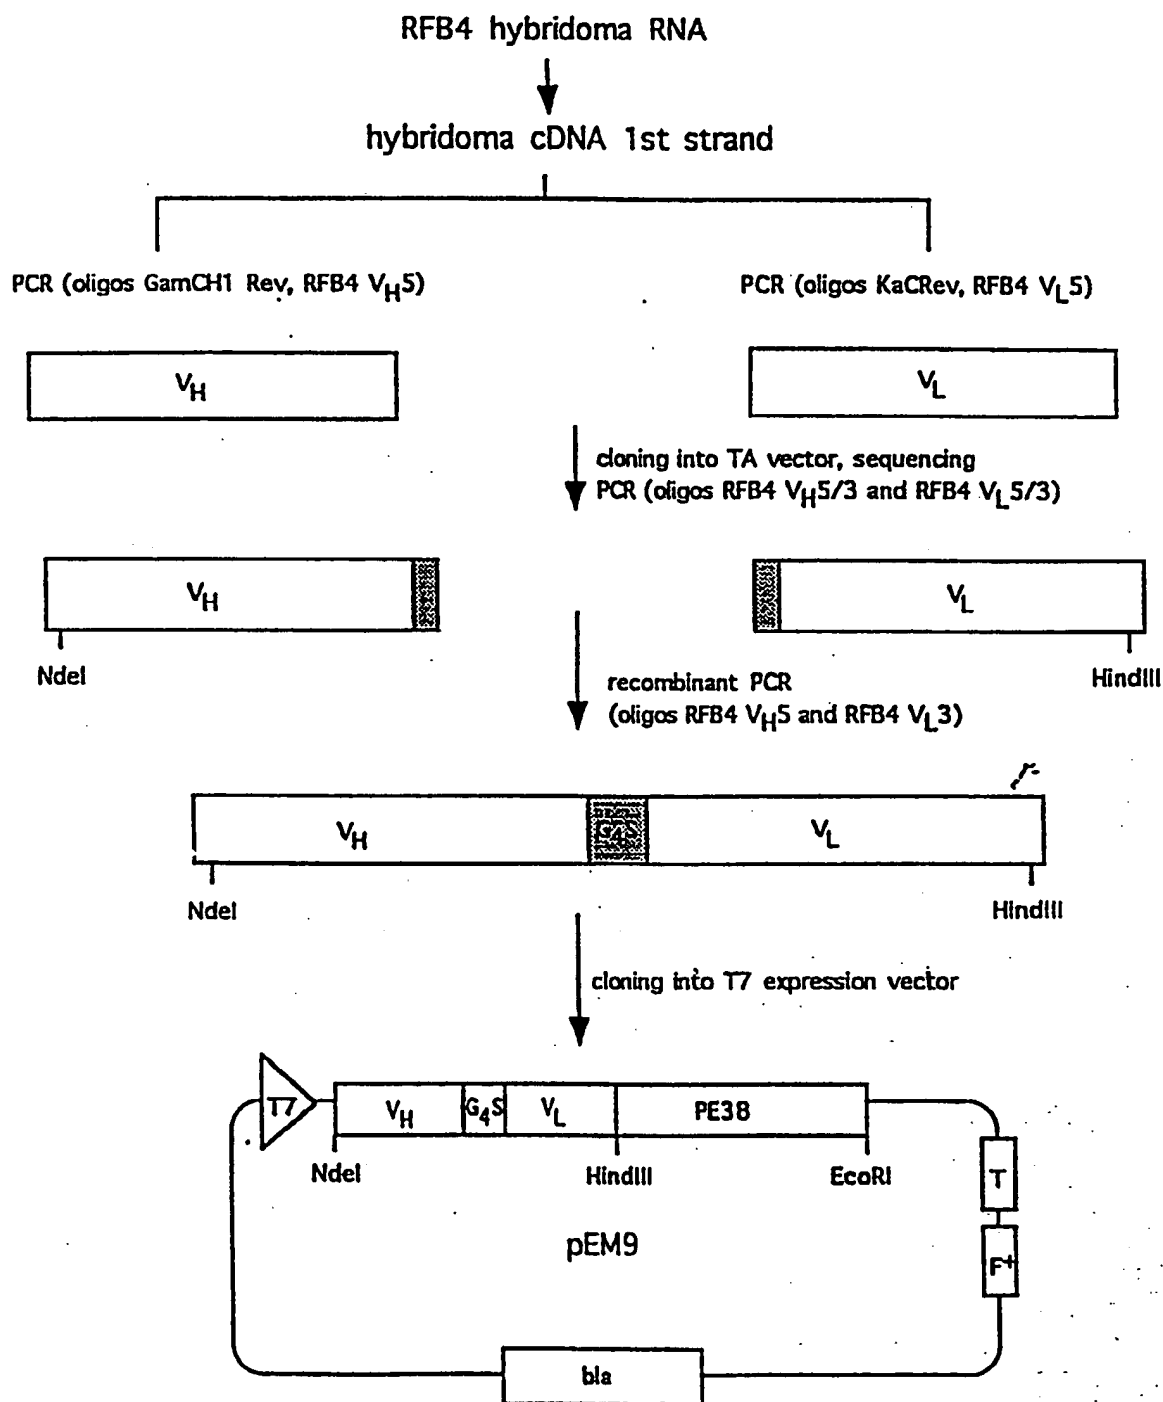 RFB4 hybridoma RNA
hybridoma cDNA 1st strand
PCR (oligos GamCH1 Rev, RFB4 VH5)
PCR (oligos KaCRev, RFB4 VL5)
VH
VL
cloning into TA vector, sequencing
PCR (oligos RFB4 VH5/3 and RFB4 VL5/3)
VH
VL
NdeI
HindIII
recombinant PCR
(oligos RFB4 VH5 and RFB4 VL3)
VH
G4S
VL
NdeI
HindIII
cloning into T7 expression vector
T7
VH
G4S
VL
PE38
NdeI
HindIII
EcoRI
T
pEM9
F+
bla